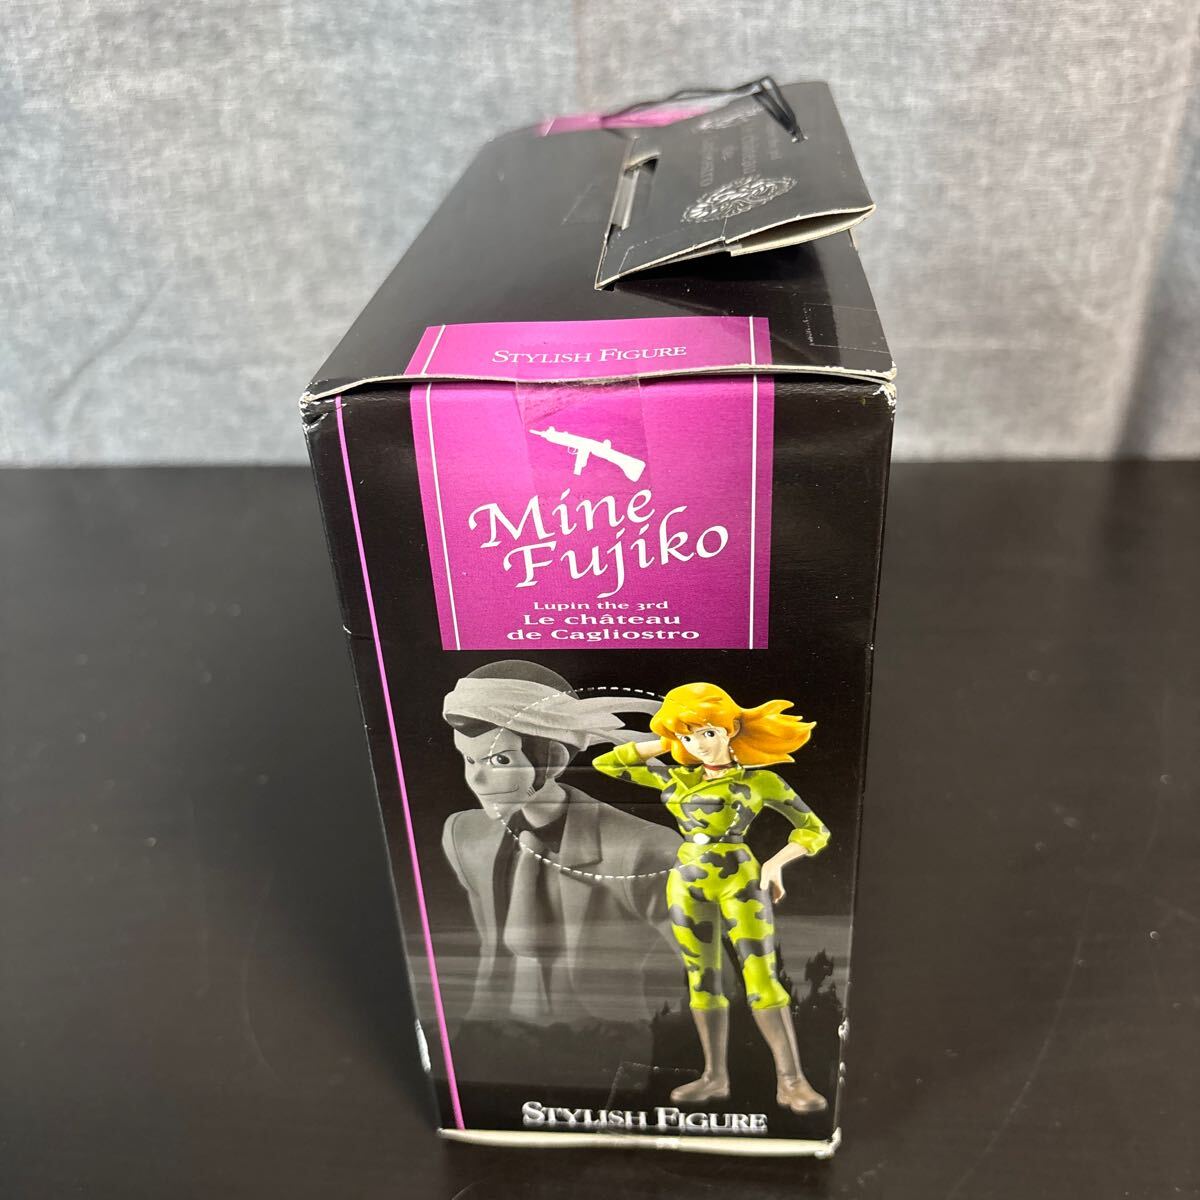 STYLISH FIGURE
Mine
Fujiko
Lupin the 3rd
Le château
de Cagliostro
STYLISH FIGURE